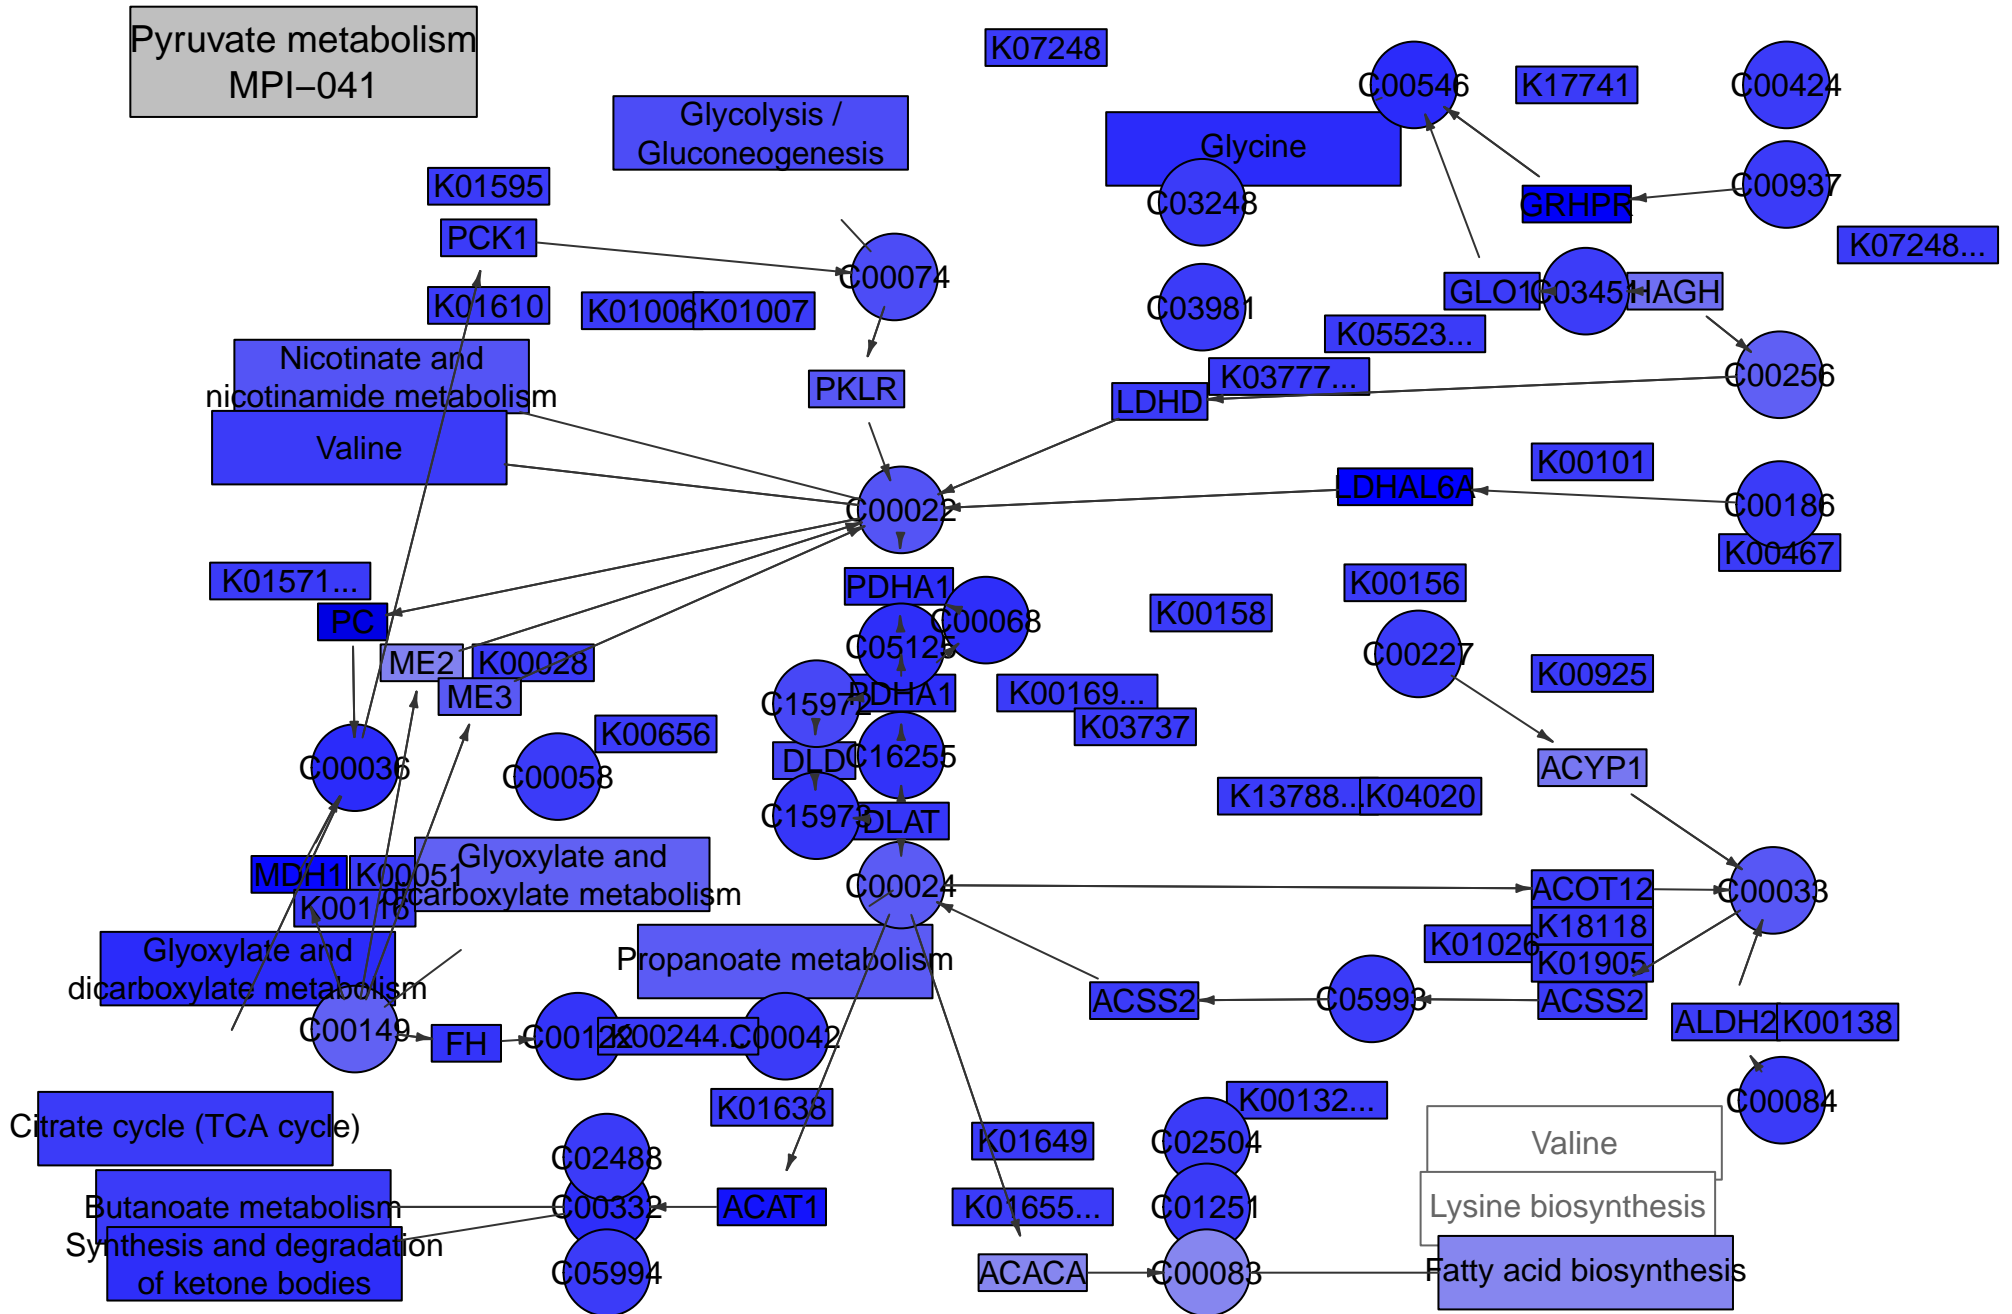 Pyruvate metabolism
MPI−041
K07248
C00546
K17741
C00424
Glycolysis /
Gluconeogenesis
Glycine
K01595
C03248
GRHPR
C00937
PCK1
K07248...
C00074
K01610
K01006
K01007
C03981
GLO1
C03451
HAGH
K05523...
Nicotinate and
nicotinamide metabolism
PKLR
K03777...
LDHD
C00256
Valine
K00101
LDHAL6A
C00022
C00186
K00467
K01571...
PDHA1
K00156
PC
C00068
K00158
C05125
ME2
K00028
C00227
K00925
ME3
C15972
PDHA1
K00169...
K03737
K00656
C00036
C00058
DLD
C16255
ACYP1
K13788...
K04020
C15973
DLAT
Glyoxylate and
dicarboxylate metabolism
MDH1
K00051
K00116
C00024
ACOT12
C00033
K18118
K01026
K01905
Glyoxylate and
dicarboxylate metabolism
Propanoate metabolism
ACSS2
C05993
ACSS2
ALDH2
K00138
C00149
FH
C00122
K00244...
C00042
K01638
K00132...
C00084
Citrate cycle (TCA cycle)
C02488
K01649
C02504
Valine
Butanoate metabolism
C00332
ACAT1
K01655...
C01251
Lysine biosynthesis
Synthesis and degradation
of ketone bodies
C05994
ACACA
C00083
Fatty acid biosynthesis